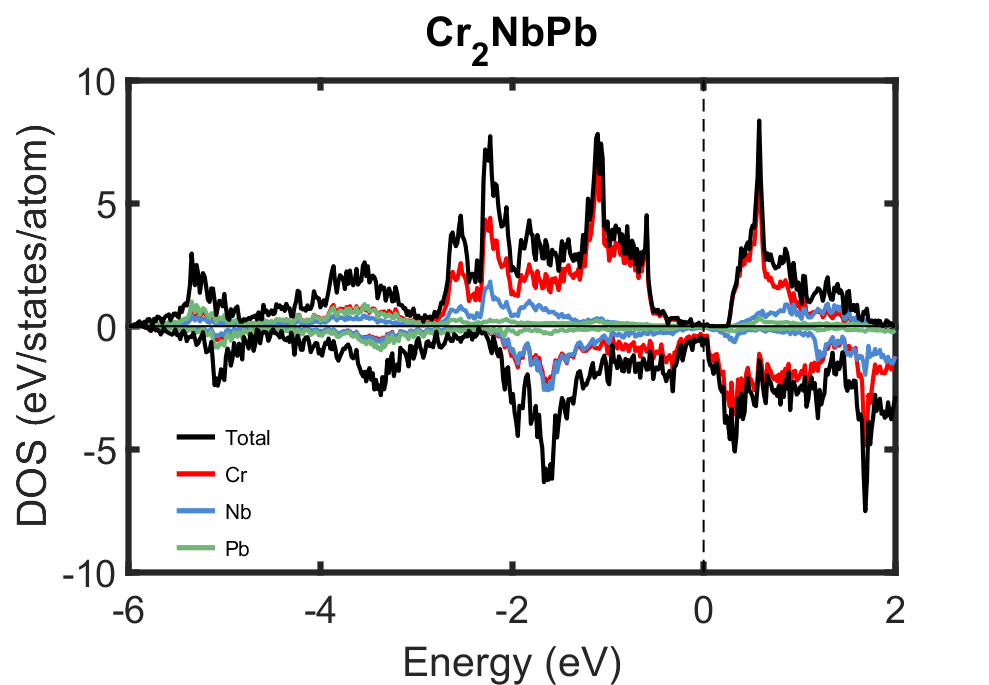 Cr2NbPb
10
5
0
-5
-10
DOS (eV/states/atom)
Total
Cr
Nb
Pb
-6 -4 -2 0 2
Energy (eV)